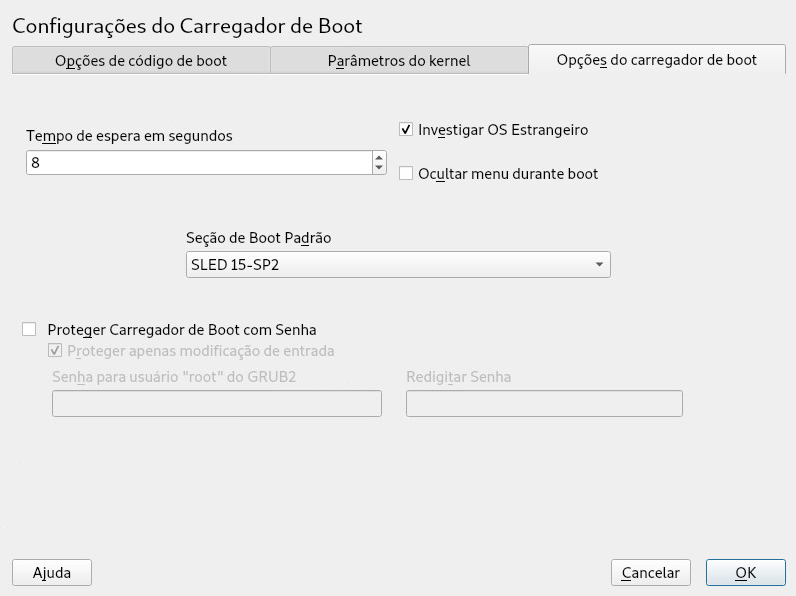 Configurações do Carregador de Boot
Opções de código de boot
Parâmetros do kernel
Opções do carregador de boot
Tempo de espera em segundos
8
Investigar OS Estrangeiro
Ocultar menu durante boot
Seção de Boot Padrão
SLED 15-SP2
Proteger Carregador de Boot com Senha
Proteger apenas modificação de entrada
Senha para usuário "root" do GRUB2
Redigitar Senha
Ajuda
Cancelar
OK